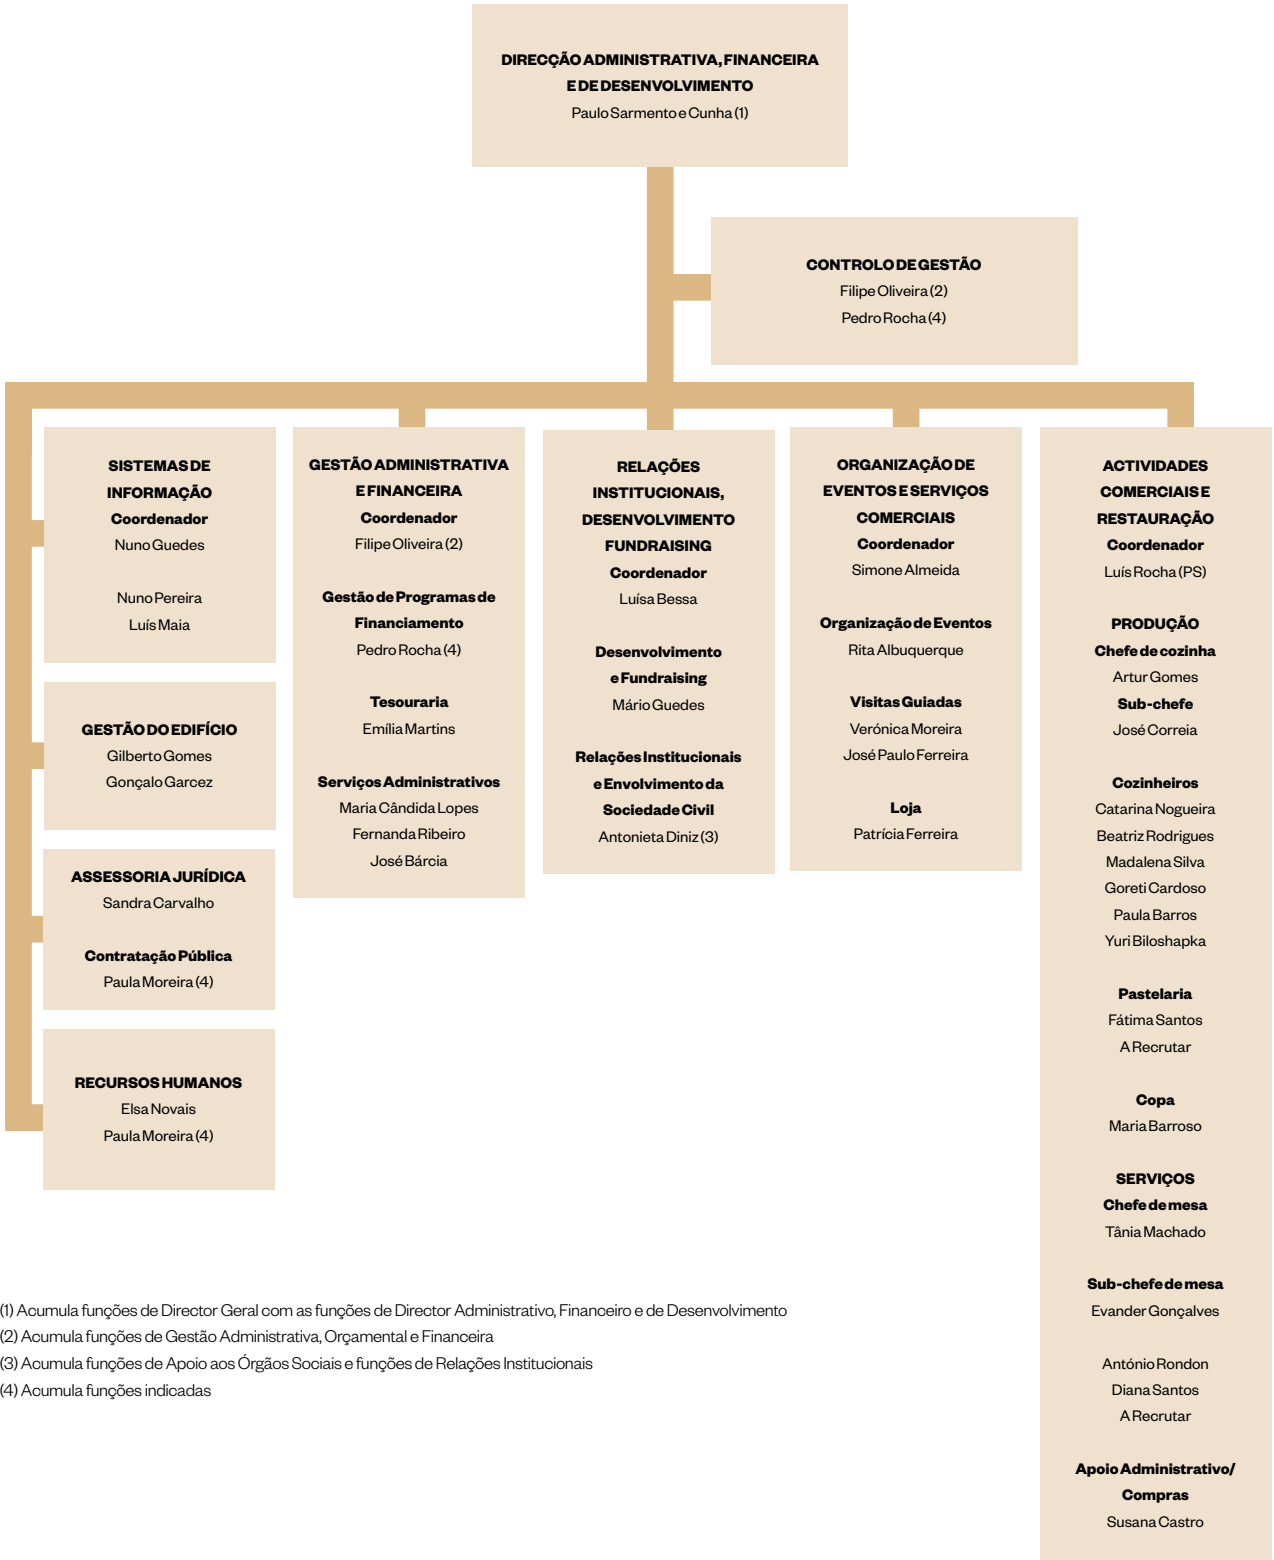 DIRECÇÃO ADMINISTRATIVA, FINANCEIRA
E DE DESENVOLVIMENTO
Paulo Sarmento e Cunha (1)
CONTROLO DE GESTÃO
Filipe Oliveira (2)
Pedro Rocha (4)
SISTEMAS DE
INFORMAÇÃO
Coordenador
Nuno Guedes
Nuno Pereira
Luís Maia
GESTÃO DO EDIFÍCIO
Gilberto Gomes
Gonçalo Garcez
ASSESSORIA JURÍDICA
Sandra Carvalho
Contratação Pública
Paula Moreira (4)
RECURSOS HUMANOS
Elsa Novais
Paula Moreira (4)
GESTÃO ADMINISTRATIVA
E FINANCEIRA
Coordenador
Filipe Oliveira (2)
Gestão de Programas de
Financiamento
Pedro Rocha (4)
Tesouraria
Emília Martins
Serviços Administrativos
Maria Cândida Lopes
Fernanda Ribeiro
José Bárcia
RELAÇÕES
INSTITUCIONAIS,
DESENVOLVIMENTO
FUNDRAISING
Coordenador
Luísa Bessa
Desenvolvimento
e Fundraising
Mário Guedes
Relações Institucionais
e Envolvimento da
Sociedade Civil
Antonieta Diniz (3)
ORGANIZAÇÃO DE
EVENTOS E SERVIÇOS
COMERCIAIS
Coordenador
Simone Almeida
Organização de Eventos
Rita Albuquerque
Visitas Guiadas
Verónica Moreira
José Paulo Ferreira
Loja
Patrícia Ferreira
ACTIVIDADES
COMERCIAIS E
RESTAURAÇÃO
Coordenador
Luís Rocha (PS)
PRODUÇÃO
Chefe de cozinha
Artur Gomes
Sub-chefe
José Correia
Cozinheiros
Catarina Nogueira
Beatriz Rodrigues
Madalena Silva
Goreti Cardoso
Paula Barros
Yuri Biloshapka
Pastelaria
Fátima Santos
A Recrutar
Copa
Maria Barroso
SERVIÇOS
Chefe de mesa
Tânia Machado
Sub-chefe de mesa
Evander Gonçalves
António Rondon
Diana Santos
A Recrutar
Apoio Administrativo/
Compras
Susana Castro
(1) Acumula funções de Director Geral com as funções de Director Administrativo, Financeiro e de Desenvolvimento
(2) Acumula funções de Gestão Administrativa, Orçamental e Financeira
(3) Acumula funções de Apoio aos Órgãos Sociais e funções de Relações Institucionais
(4) Acumula funções indicadas